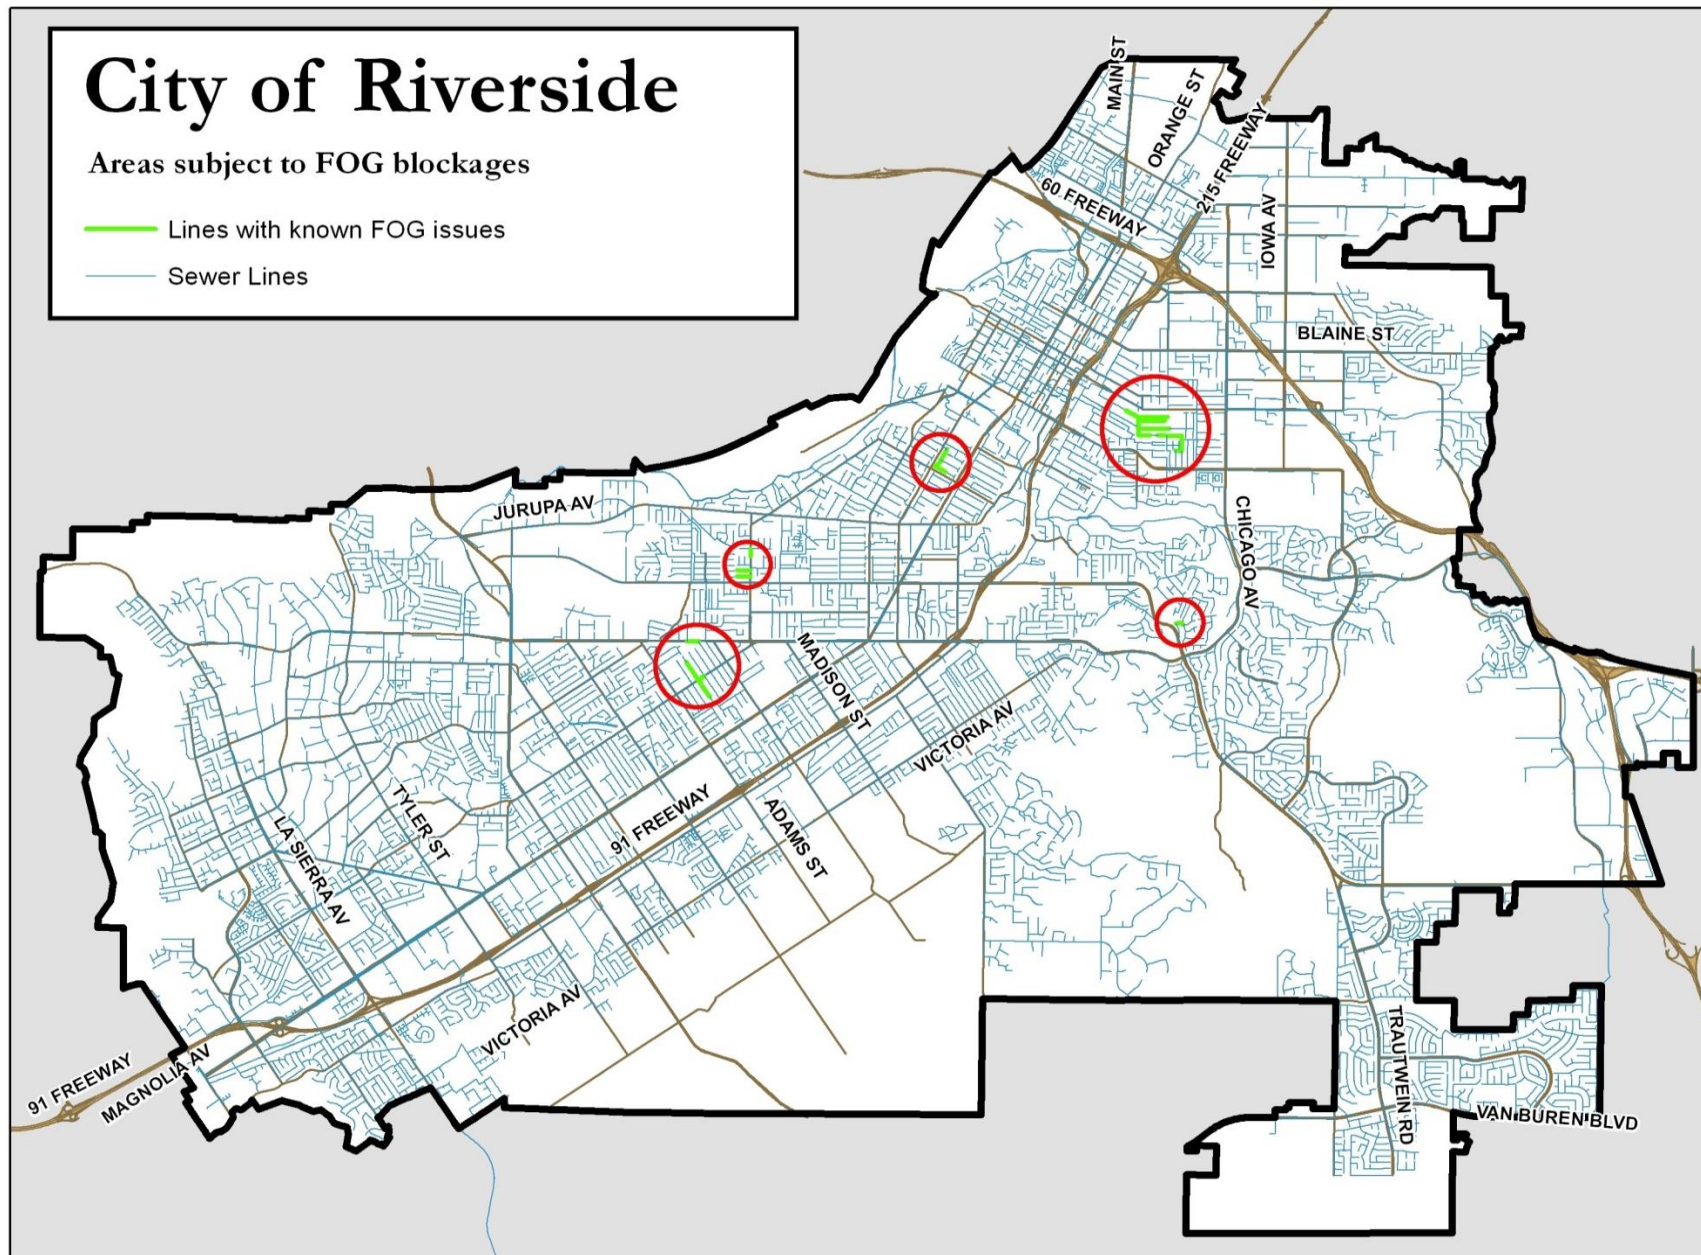 City of Riverside
Areas subject to FOG blockages
Lines with known FOG issues
Sewer Lines
MAIN ST
ORANGE ST
215 FREEWAY
60 FREEWAY
IOWA AV
BLAINE ST
JURUPA AV
CHICAGO AV
MADISON ST
VICTORIA AV
TYLER ST
91 FREEWAY
ADAMS ST
LA SIERRA AV
VICTORIA AV
91 FREEWAY
MAGNOLIA AV
TRAUTWEIN RD
VAN BUREN BLVD